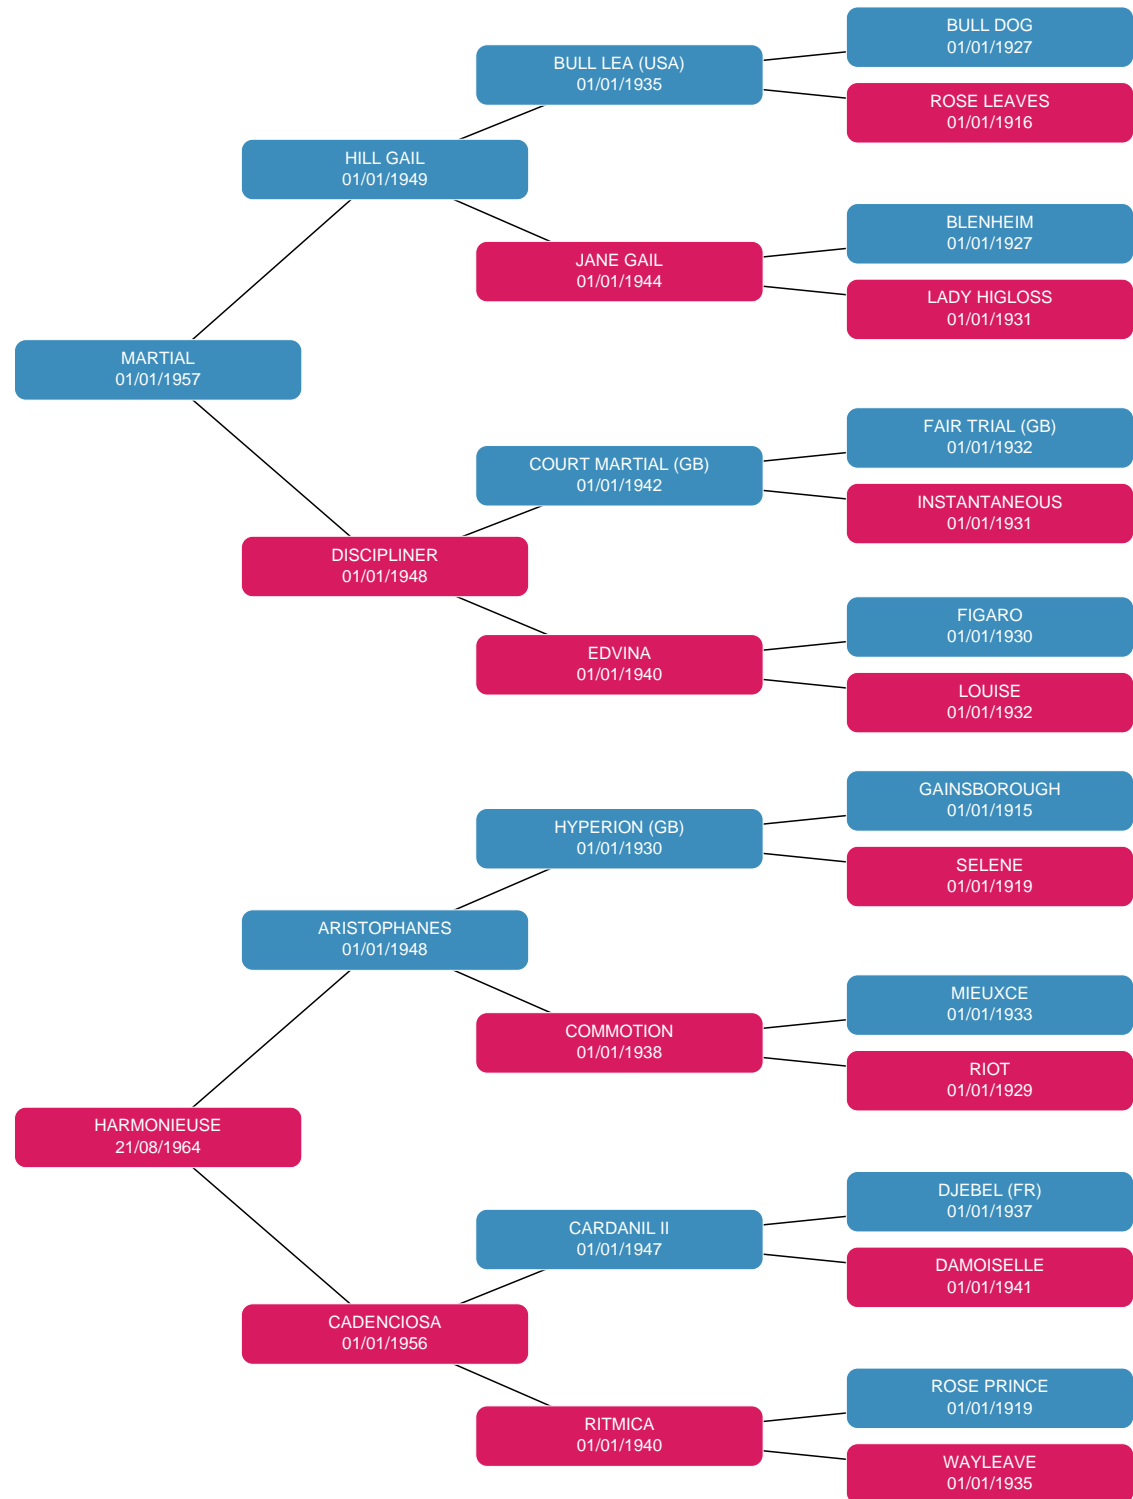 BULL DOG
01/01/1927
BULL LEA (USA)
01/01/1935
ROSE LEAVES
01/01/1916
HILL GAIL
01/01/1949
BLENHEIM
01/01/1927
JANE GAIL
01/01/1944
LADY HIGLOSS
01/01/1931
MARTIAL
01/01/1957
FAIR TRIAL (GB)
01/01/1932
COURT MARTIAL (GB)
01/01/1942
INSTANTANEOUS
01/01/1931
DISCIPLINER
01/01/1948
FIGARO
01/01/1930
EDVINA
01/01/1940
LOUISE
01/01/1932
GAINSBOROUGH
01/01/1915
HYPERION (GB)
01/01/1930
SELENE
01/01/1919
ARISTOPHANES
01/01/1948
MIEUXCE
01/01/1933
COMMOTION
01/01/1938
RIOT
01/01/1929
HARMONIEUSE
21/08/1964
DJEBEL (FR)
01/01/1937
CARDANIL II
01/01/1947
DAMOISELLE
01/01/1941
CADENCIOSA
01/01/1956
ROSE PRINCE
01/01/1919
RITMICA
01/01/1940
WAYLEAVE
01/01/1935